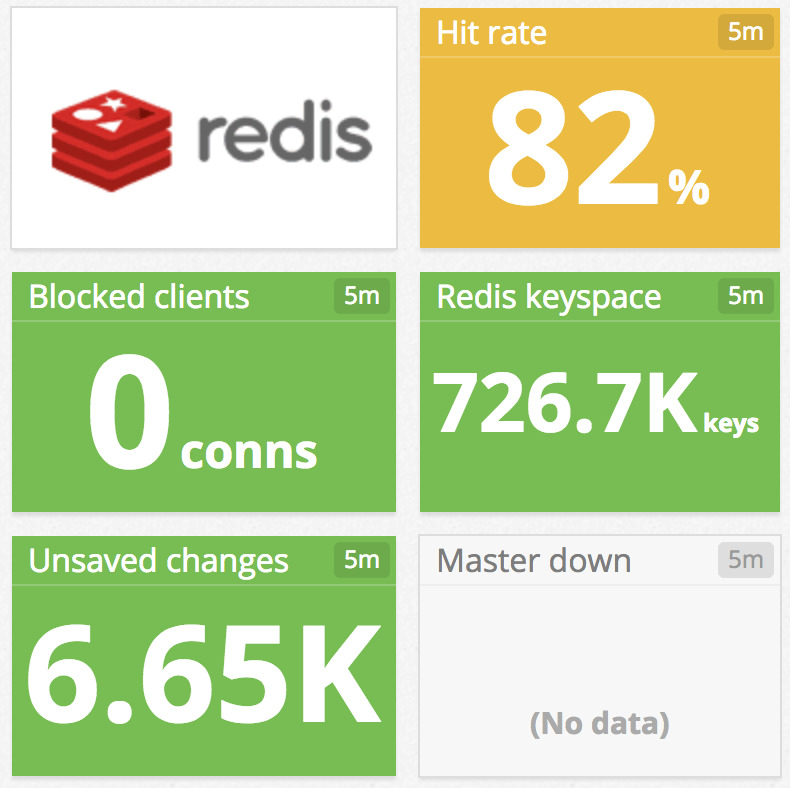 redis
Hit rate 5m
82 %
Blocked clients 5m
0 conns
Redis keyspace 5m
726.7K keys
Unsaved changes 5m
6.65K
Master down 5m
(No data)